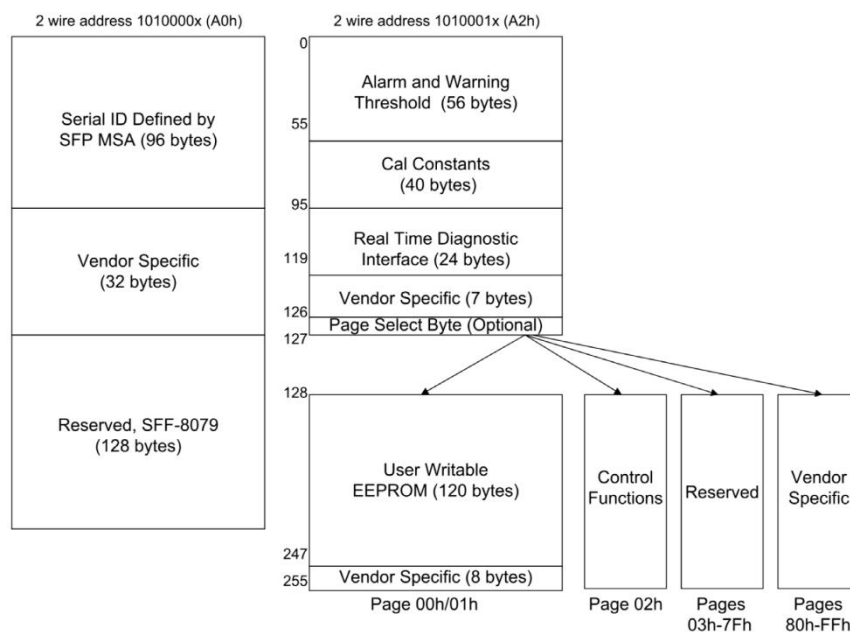 2 wire address 1010000x (A0h)
Serial ID Defined by
SFP MSA (96 bytes)
Vendor Specific
(32 bytes)
Reserved, SFF-8079
(128 bytes)
2 wire address 1010001x (A2h)
0
Alarm and Warning
Threshold (56 bytes)
55
Cal Constants
(40 bytes)
95
Real Time Diagnostic
Interface (24 bytes)
119
Vendor Specific (7 bytes)
126
Page Select Byte (Optional)
127
128
User Writable
EEPROM (120 bytes)
247
Vendor Specific (8 bytes)
255
Page 00h/01h
Control
Functions
Page 02h
Reserved
Pages
03h-7Fh
Vendor
Specific
Pages
80h-FFh